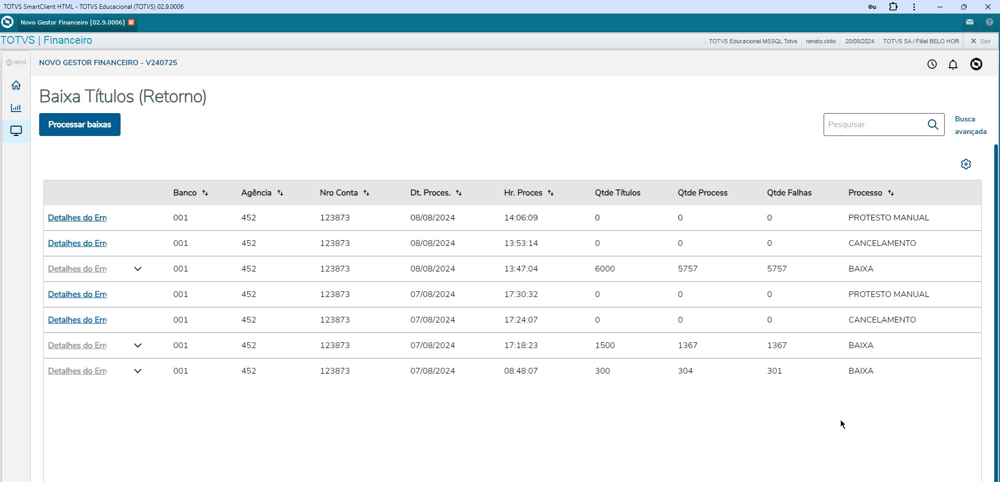 TOTVS SmartClient HTML - TOTVS Educacional (TOTVS) 02.9.0006
Novo Gestor Financeiro [02.9.0006]
TOTVS | Financeiro
TOTVS Educacional MSSQL Totvs renato.cirilo 20/08/2024 TOTVS SA / Filial BELO HOR Sair
TOTVS
NOVO GESTOR FINANCEIRO - V240725
Baixa Títulos (Retorno)
Processar baixas
Pesquisar
Busca
avançada
Banco Agência Nro Conta Dt. Proces. Hr. Proces Qtde Títulos Qtde Process Qtde Falhas Processo
Detalhes do Erro 001 452 123873 08/08/2024 14:06:09 0 0 0 PROTESTO MANUAL
Detalhes do Erro 001 452 123873 08/08/2024 13:53:14 0 0 0 CANCELAMENTO
Detalhes do Erro 001 452 123873 08/08/2024 13:47:04 6000 5757 5757 BAIXA
Detalhes do Erro 001 452 123873 07/08/2024 17:30:32 0 0 0 PROTESTO MANUAL
Detalhes do Erro 001 452 123873 07/08/2024 17:24:07 0 0 0 CANCELAMENTO
Detalhes do Erro 001 452 123873 07/08/2024 17:18:23 1500 1367 1367 BAIXA
Detalhes do Erro 001 452 123873 07/08/2024 08:48:07 300 304 301 BAIXA